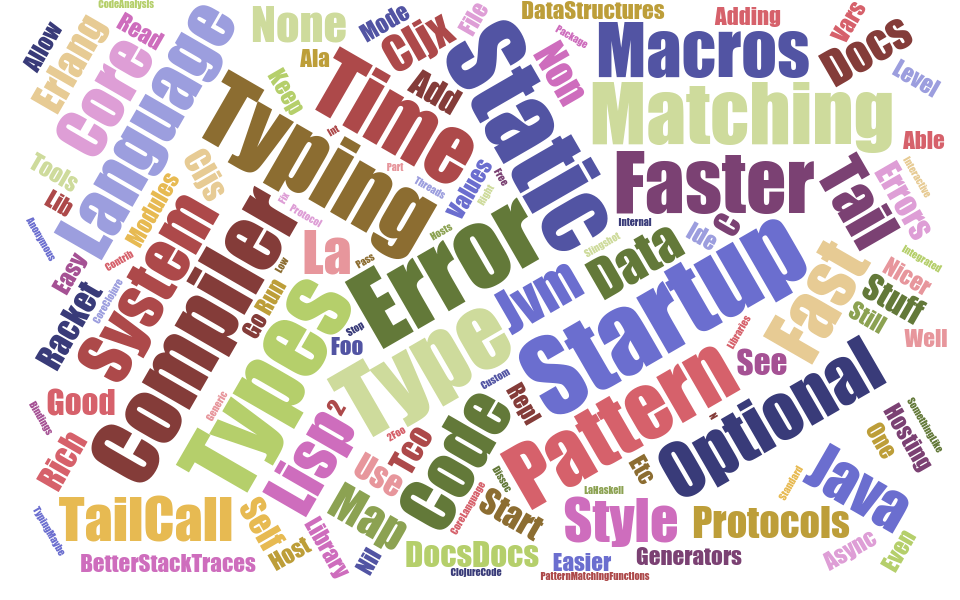 CodeAnalysis
Allow
Erlang
Read
Core
Language
None
Ala
Mode
Cljx
File
DataStructures
Package
Adding
Vars
Docs
Level
Macros
Static
Non
Keep
Time
Add
Typing
Int
Matching
Able
Tools
Lib
Cljs
Modules
Part
Threads
Values
Free
Right
Faster
Tail
Errors
Interactive
Anonymous
Easy
Contrib
System
Compiler
Fix
Protocol
La
Pass
Hosts
Error
Internal
Slingshot
C
Ide
Data
Integrated
Nicer
Racket
CoreClojure
Low
Run
Go
Types
Stop
Foo
Type
Jvm
Startup
Fast
Stuff
Still
Well
Libraries
See
Good
Bindings
Rich
Generic
Lisp
2
2Foo
Tco
Use
Custom
Repl
Code
Pattern
Optional
Etc
One
Hosting
SomethingLike
TailCall
TypingMaybe
Self
Host
Library
Map
Nil
CoreLanguage
Dissoc
Start
LaHaskell
Style
Protocols
Standard
Java
Async
Even
BetterStackTraces
DocsDocs
ClojureCode
Easier
Generators
PatternMatchingFunctions